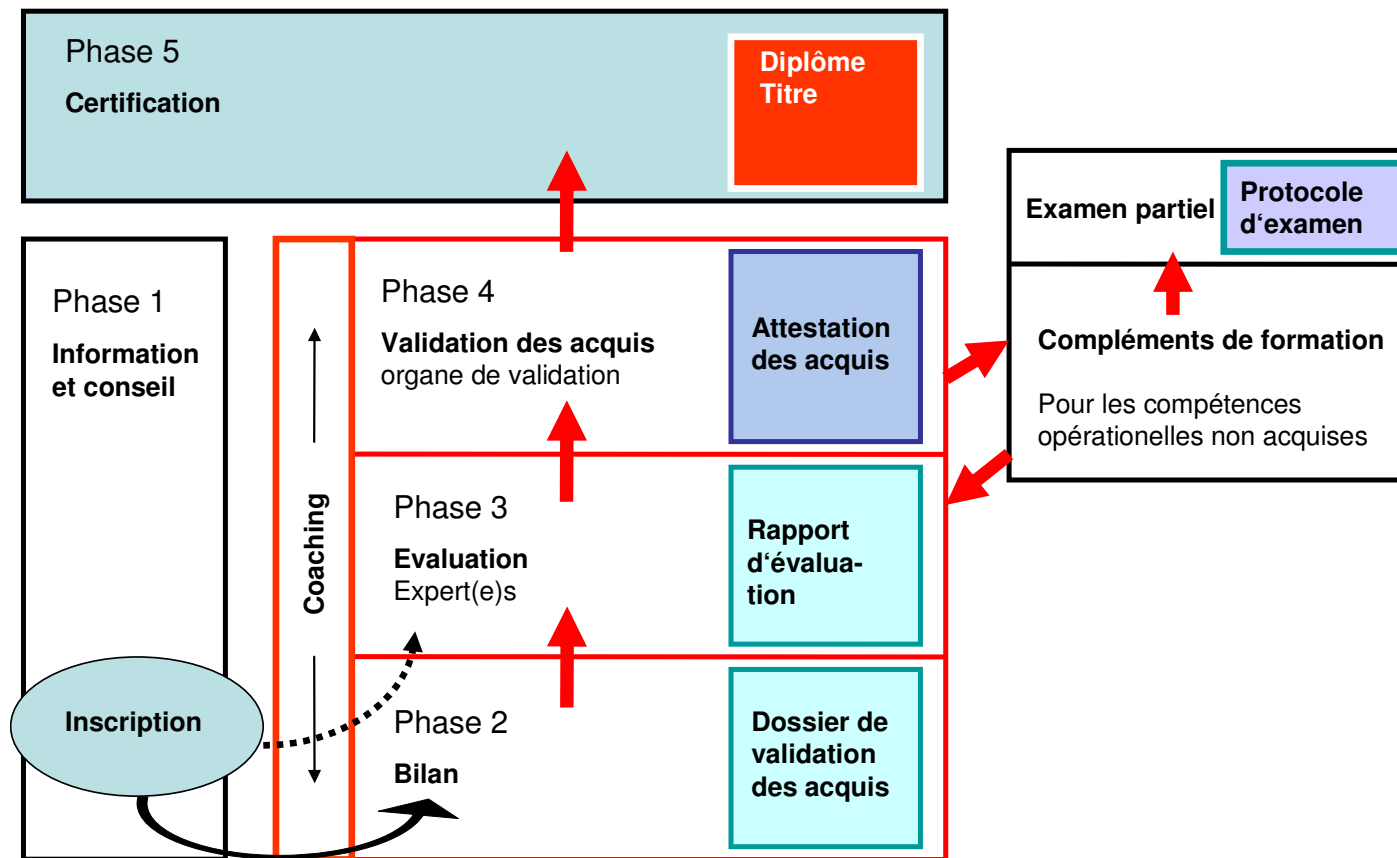 Phase 5
Certification
Diplôme
Titre
Examen partiel
Protocole
d‘examen
Phase 1
Information
et conseil
Coaching
Phase 4
Validation des acquis
organe de validation
Attestation
des acquis
Compléments de formation
Pour les compétences
opérationelles non acquises
Phase 3
Evaluation
Expert(e)s
Rapport
d‘évalua-
tion
Inscription
Phase 2
Bilan
Dossier de
validation
des acquis